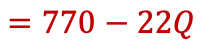 = 770 − 22Q